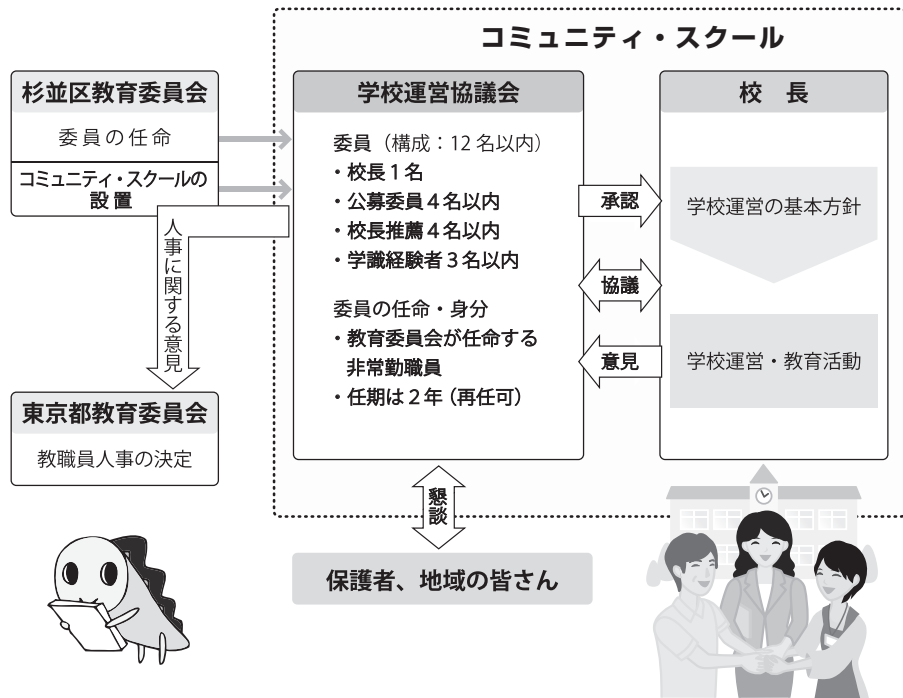 コミュニティ・スクール
杉並区教育委員会
委員の任命
コミュニティ・スクールの
設置
人事に関する意見
東京都教育委員会
教職員人事の決定
学校運営協議会
委員（構成：12名以内）
・校長1名
・公募委員4名以内
・校長推薦4名以内
・学識経験者3名以内
委員の任命・身分
・教育委員会が任命する
非常勤職員
・任期は2年（再任可）
承認
協議
意見
校　長
学校運営の基本方針
学校運営・教育活動
懇談
保護者、地域の皆さん